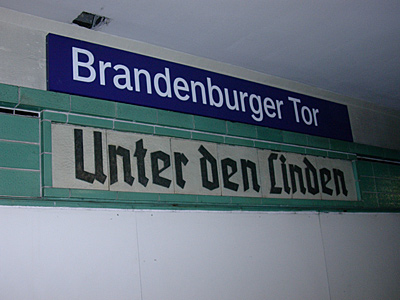 Brandenburger Tor
Unter den Linden